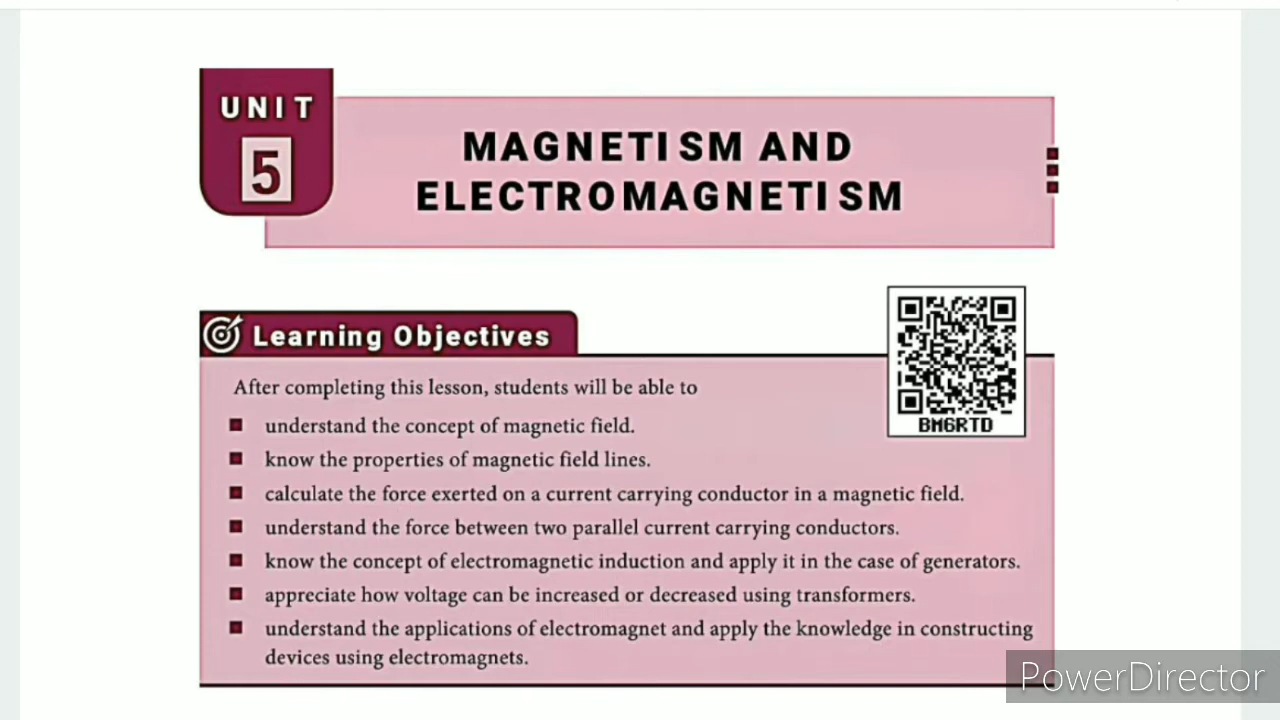 UNIT
5
MAGNETISM AND
ELECTROMAGNETISM
Learning Objectives
BM6RTD
After completing this lesson, students will be able to
understand the concept of magnetic field.
know the properties of magnetic field lines.
calculate the force exerted on a current carrying conductor in a magnetic field.
understand the force between two parallel current carrying conductors.
know the concept of electromagnetic induction and apply it in the case of generators.
appreciate how voltage can be increased or decreased using transformers.
understand the applications of electromagnet and apply the knowledge in constructing
devices using electromagnets.
PowerDirector